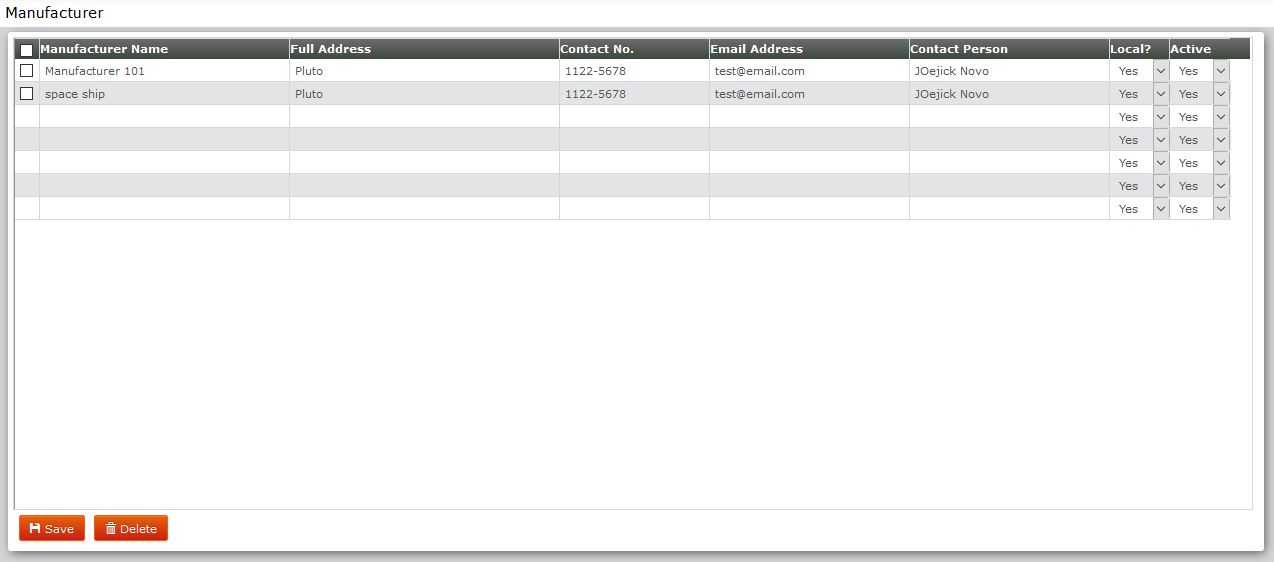 Manufacturer
Manufacturer Name Full Address Contact No. Email Address Contact Person Local? Active
Manufacturer 101 Pluto 1122-5678 test@email.com JOejick Novo Yes Yes
space ship Pluto 1122-5678 test@email.com JOejick Novo Yes Yes
Yes Yes
Yes Yes
Yes Yes
Yes Yes
Yes Yes
Save Delete